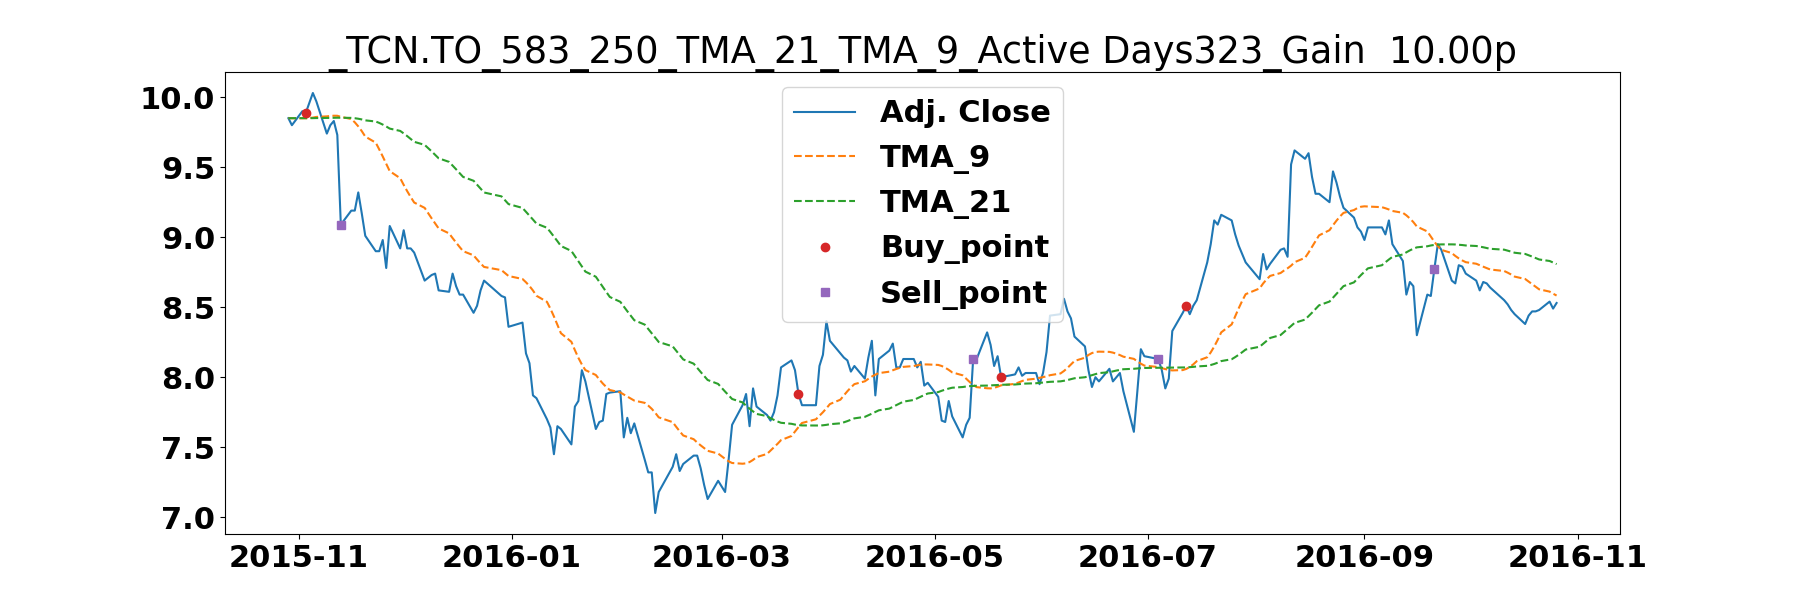 _TCN.TO_583_250_TMA_21_TMA_9_Active Days323_Gain  10.00p
10.0
9.5
9.0
8.5
8.0
7.5
7.0
Adj. Close
TMA_9
TMA_21
Buy_point
Sell_point
2015-11 2016-01 2016-03 2016-05 2016-07 2016-09 2016-11